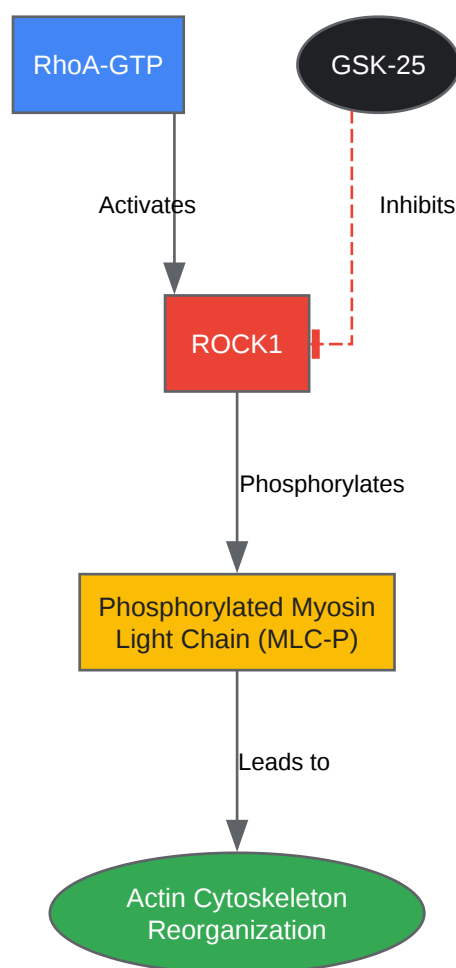 RhoA-GTP
GSK-25
Activates
Inhibits
ROCK1
Phosphorylates
Phosphorylated Myosin
Light Chain (MLC-P)
Leads to
Actin Cytoskeleton
Reorganization